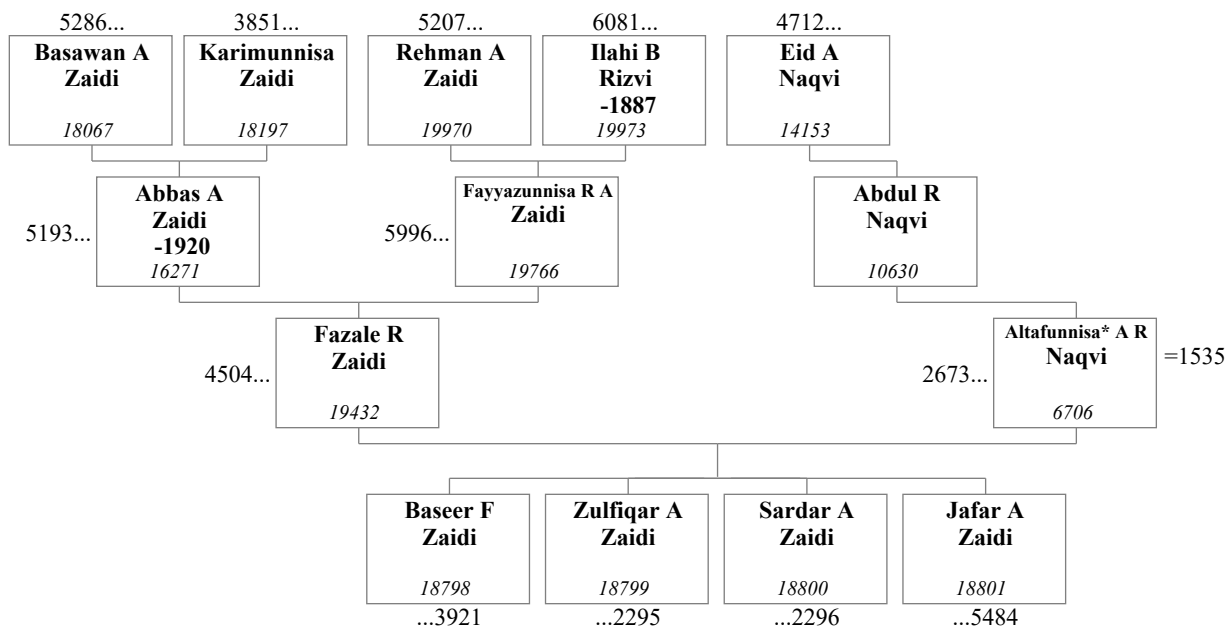 5286...
3851...
5207...
6081...
4712...
Basawan A
Zaidi
18067
Karimunnisa
Zaidi
18197
Rehman A
Zaidi
19970
Ilahi B
Rizvi
-1887
19973
Eid A
Naqvi
14153
5193...
Abbas A
Zaidi
-1920
16271
5996...
Fayyazunnisa R A
Zaidi
19766
Abdul R
Naqvi
10630
4504...
Fazale R
Zaidi
19432
2673...
Altafunnisa* A R
Naqvi
6706
=1535
Baseer F
Zaidi
18798
Zulfiqar A
Zaidi
18799
Sardar A
Zaidi
18800
Jafar A
Zaidi
18801
...3921
...2295
...2296
...5484